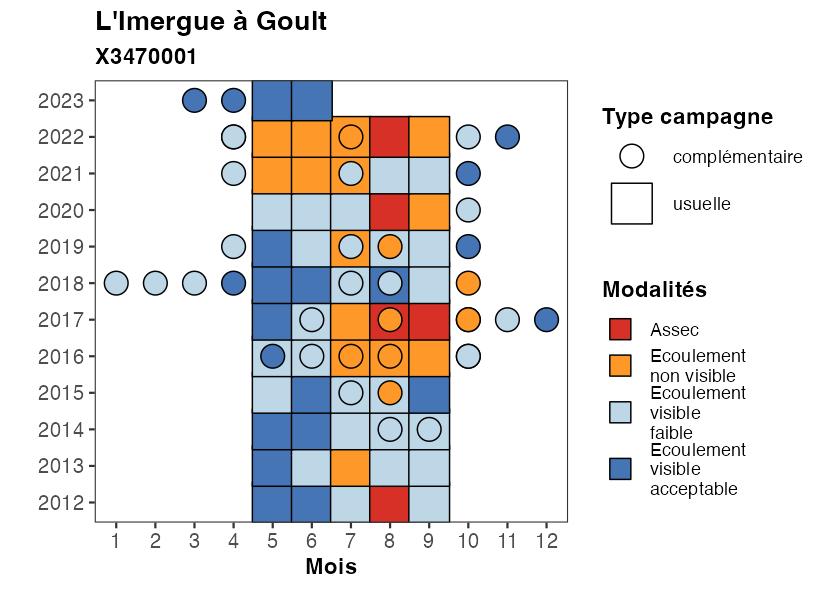 L'Imergue à Goult
X3470001
2023
2022
2021
2020
2019
2018
2017
2016
2015
2014
2013
2012
1 2 3 4 5 6 7 8 9 10 11 12
Mois
Type campagne
complémentaire
usuelle
Modalités
Assec
Ecoulement
non visible
Ecoulement
visible
faible
Ecoulement
visible
acceptable